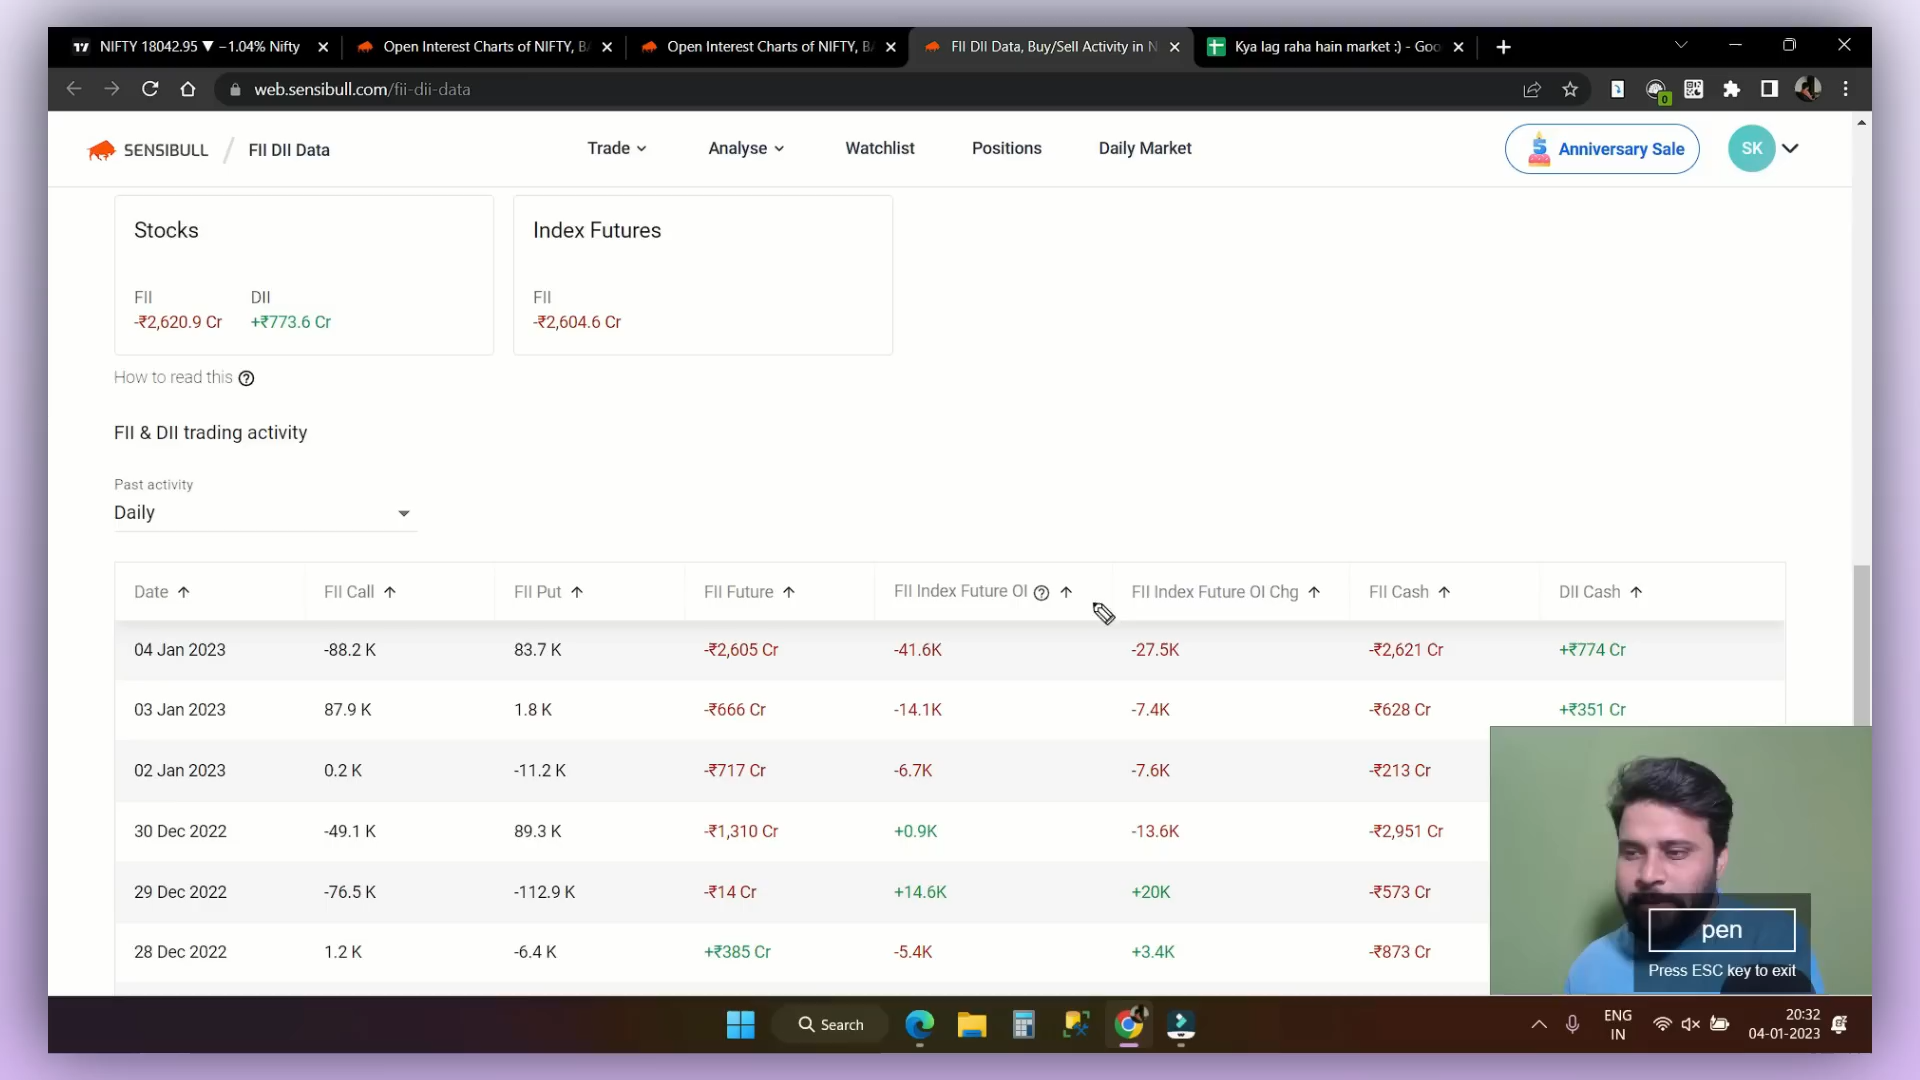 NIFTY 18042.95 ▼ −1.04% Nifty
Open Interest Charts of NIFTY, BA
Open Interest Charts of NIFTY, BA
FII DII Data, Buy/Sell Activity in N
Kya lag raha hain market :) - Goo
web.sensibull.com/fii-dii-data
0
SENSIBULL / FII DII Data
Trade
Analyse
Watchlist
Positions
Daily Market
5 Anniversary Sale
SK
Stocks
FII DII
-₹2,620.9 Cr +₹773.6 Cr
Index Futures
FII
-₹2,604.6 Cr
How to read this ?
FII & DII trading activity
Past activity
Daily
Date ↑ FII Call ↑ FII Put ↑ FII Future ↑ FII Index Future OI ? ↑ FII Index Future OI Chg ↑ FII Cash ↑ DII Cash ↑
04 Jan 2023 -88.2 K 83.7 K -₹2,605 Cr -41.6K -27.5K -₹2,621 Cr +₹774 Cr
03 Jan 2023 87.9 K 1.8 K -₹666 Cr -14.1K -7.4K -₹628 Cr +₹351 Cr
02 Jan 2023 0.2 K -11.2 K -₹717 Cr -6.7K -7.6K -₹213 Cr
30 Dec 2022 -49.1 K 89.3 K -₹1,310 Cr +0.9K -13.6K -₹2,951 Cr
29 Dec 2022 -76.5 K -112.9 K -₹14 Cr +14.6K +20K -₹573 Cr
28 Dec 2022 1.2 K -6.4 K +₹385 Cr -5.4K +3.4K -₹873 Cr
pen
Press ESC key to exit
Search
ENG
IN
20:32
04-01-2023